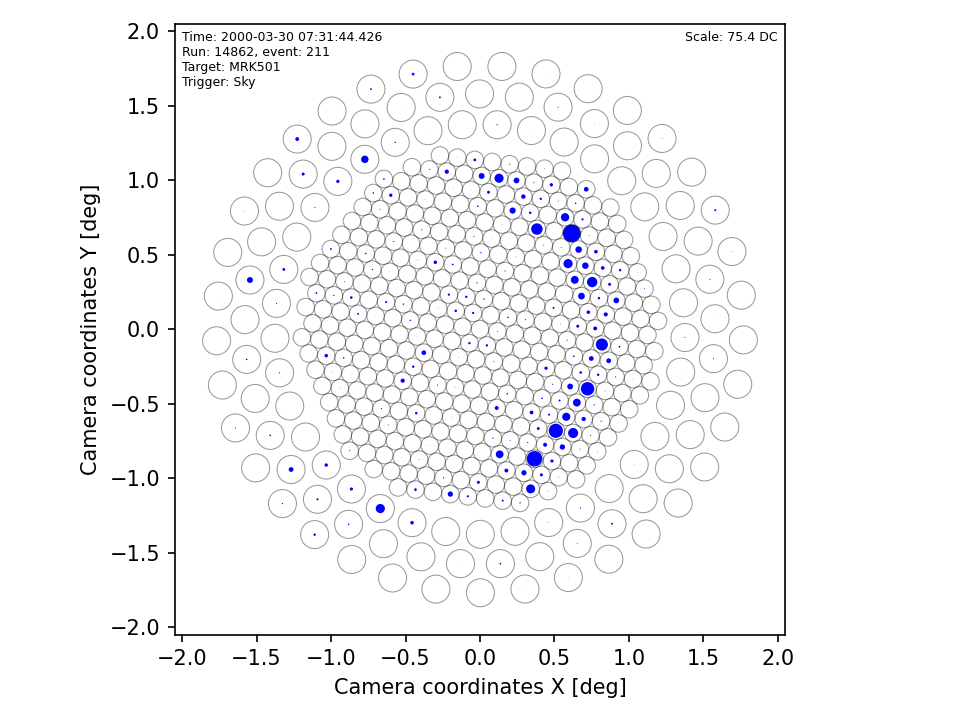 Time: 2000-03-30 07:31:44.426
Run: 14862, event: 211
Target: MRK501
Trigger: Sky
Scale: 75.4 DC
2.0
1.5
1.0
0.5
0.0
−0.5
−1.0
−1.5
−2.0
Camera coordinates Y [deg]
−2.0 −1.5 −1.0 −0.5 0.0 0.5 1.0 1.5 2.0
Camera coordinates X [deg]